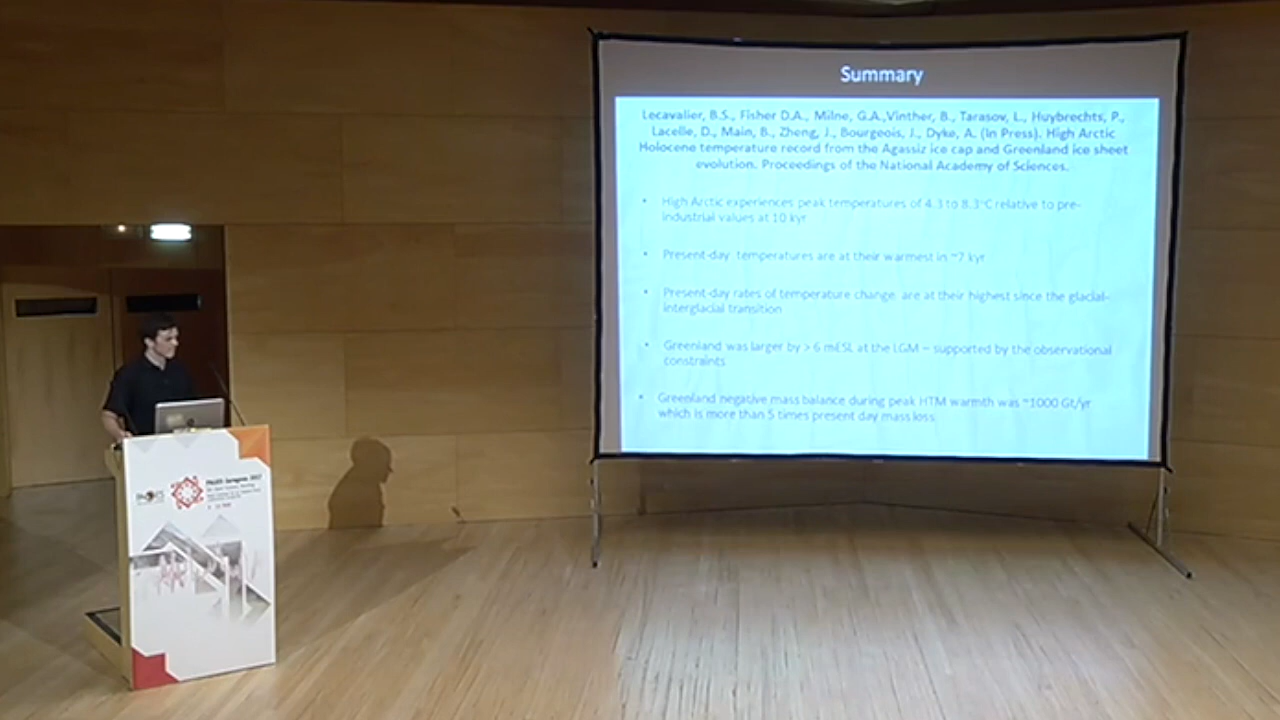 Summary
Lecavalier, B.S., Fisher D.A., Milne, G.A.,Vinther, B., Tarasov, L., Huybrechts, P.,
Lacelle, D., Main, B., Zheng, J., Bourgeois, J., Dyke, A. (In Press). High Arctic
Holocene temperature record from the Agassiz ice cap and Greenland ice sheet
evolution. Proceedings of the National Academy of Sciences.
• High Arctic experiences peak temperatures of 4.3 to 8.3°C relative to pre-
industrial values at 10 kyr
• Present-day temperatures are at their warmest in ~7 kyr
• Present-day rates of temperature change are at their highest since the glacial-
interglacial transition
• Greenland was larger by > 6 mESL at the LGM – supported by the observational
constraints
• Greenland negative mass balance during peak HTM warmth was ~1000 Gt/yr
which is more than 5 times present day mass loss.
PAGES Zaragoza 2017